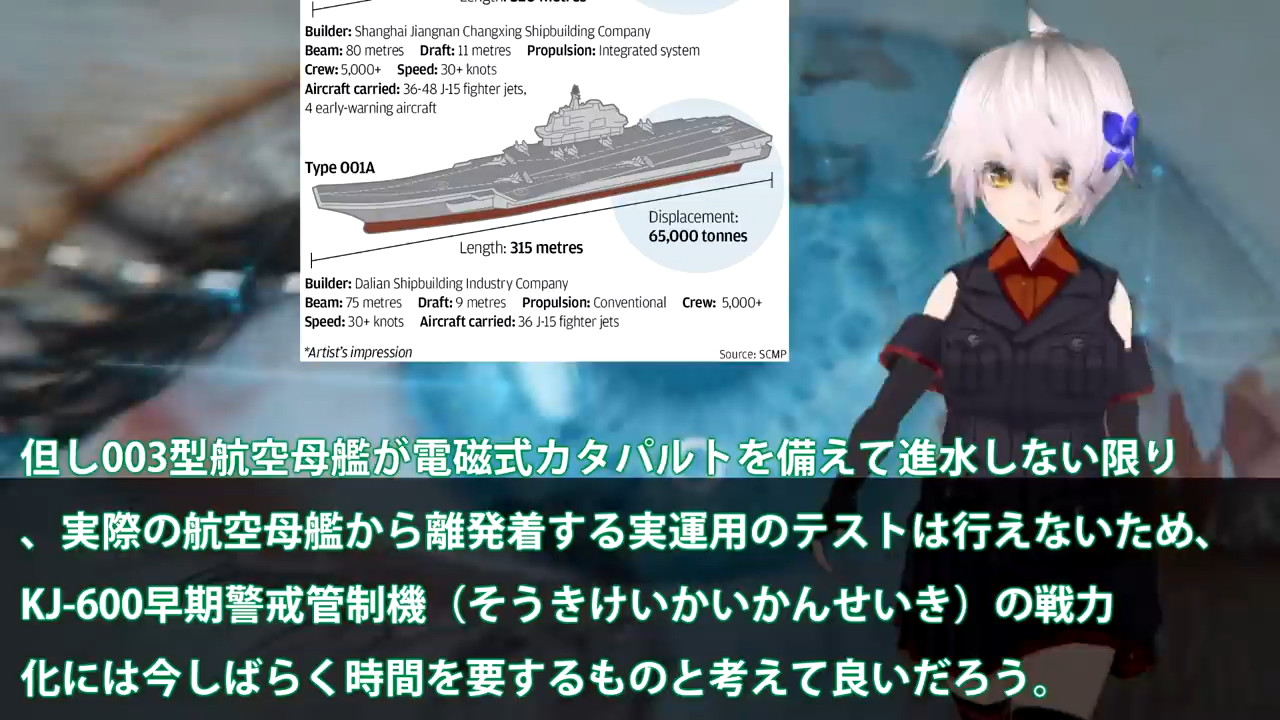 Builder: Shanghai Jiangnan Changxing Shipbuilding Company
Beam: 80 metres Draft: 11 metres Propulsion: Integrated system
Crew: 5,000+ Speed: 30+ knots
Aircraft carried: 36-48 J-15 fighter jets,
4 early-warning aircraft
Type 001A
Displacement:
65,000 tonnes
Length: 315 metres
Builder: Dalian Shipbuilding Industry Company
Beam: 75 metres Draft: 9 metres Propulsion: Conventional Crew: 5,000+
Speed: 30+ knots Aircraft carried: 36 J-15 fighter jets
*Artist's impression
Source: SCMP
但し003型航空母艦が電磁式カタパルトを備えて進水しない限り
、実際の航空母艦から離発着する実運用のテストは行えないため、
KJ-600早期警戒管制機（そうきけいかいかんせいき）の戦力
化には今しばらく時間を要するものと考えて良いだろう。